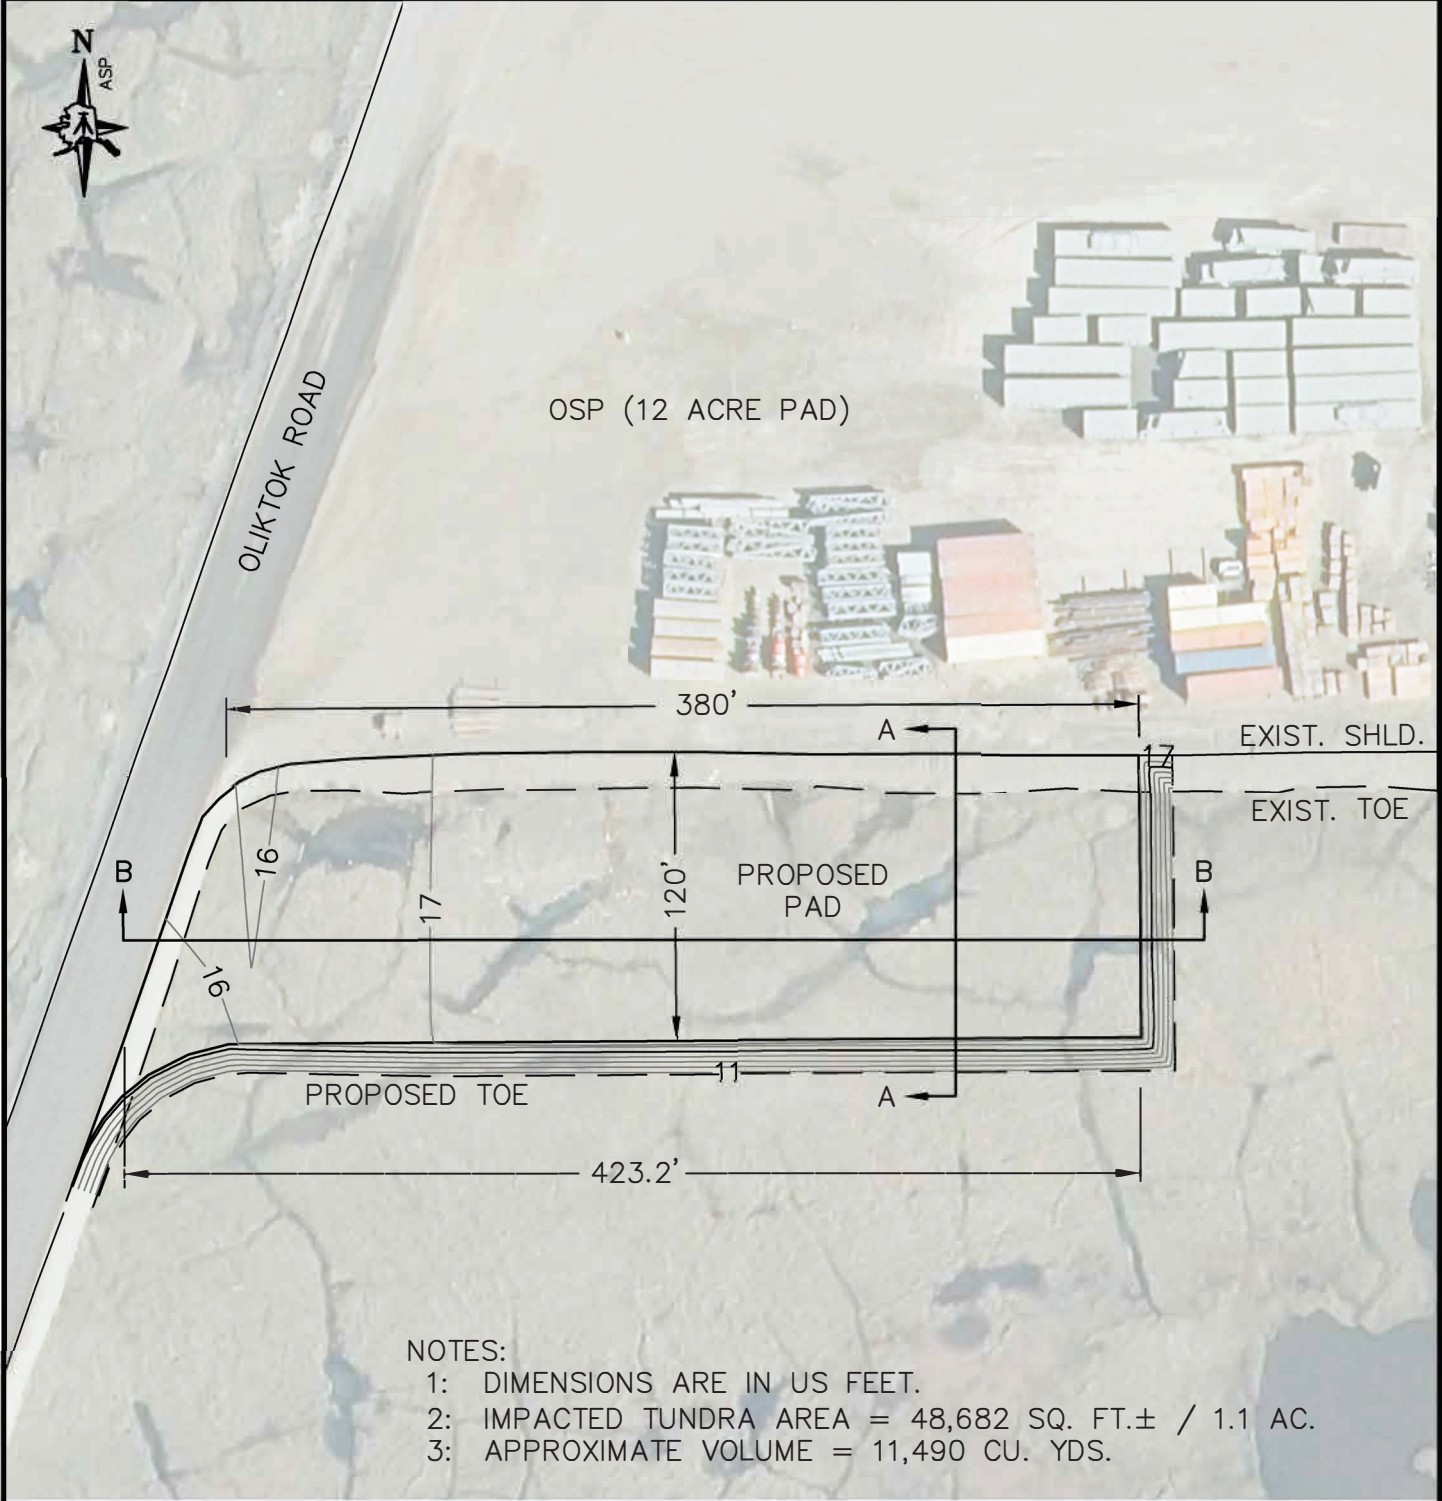 N
ASP
OLIKTOK ROAD
OSP (12 ACRE PAD)
380'
A
EXIST. SHLD.
17
EXIST. TOE
16
B
B
120'
PROPOSED
PAD
17
16
11
PROPOSED TOE
A
423.2'
NOTES:
1: DIMENSIONS ARE IN US FEET.
2: IMPACTED TUNDRA AREA = 48,682 SQ. FT.± / 1.1 AC.
3: APPROXIMATE VOLUME = 11,490 CU. YDS.